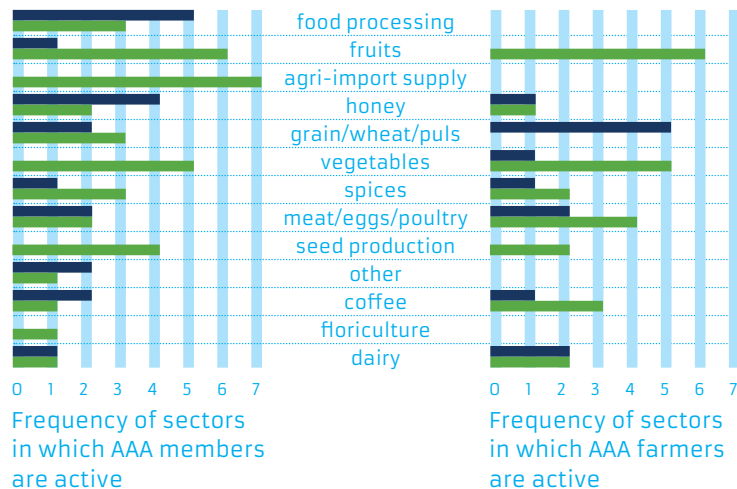 food processing
fruits
agri-import supply
honey
grain/wheat/puls
vegetables
spices
meat/eggs/poultry
seed production
other
coffee
floriculture
dairy
0 1 2 3 4 5 6 7
0 1 2 3 4 5 6 7
Frequency of sectors
in which AAA members
are active
Frequency of sectors
in which AAA farmers
are active